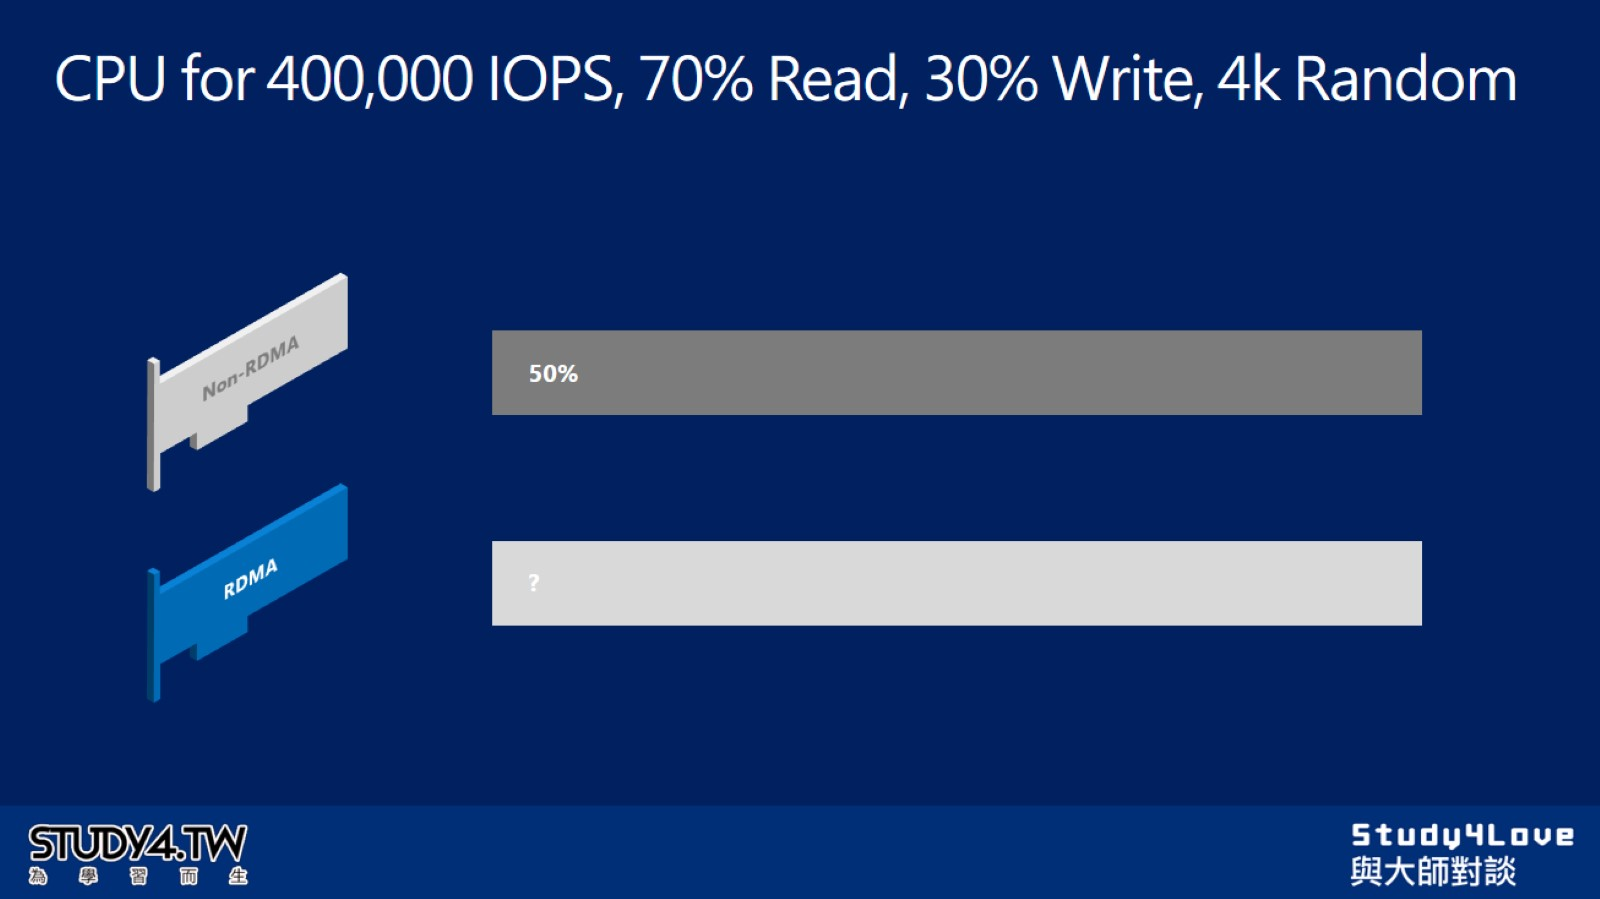 CPU for 400,000 IOPS, 70% Read, 30% Write, 4k Random
Non-RDMA
50%
RDMA
?
STUDY4.TW
為學習而生
Study4Love
與大師對談